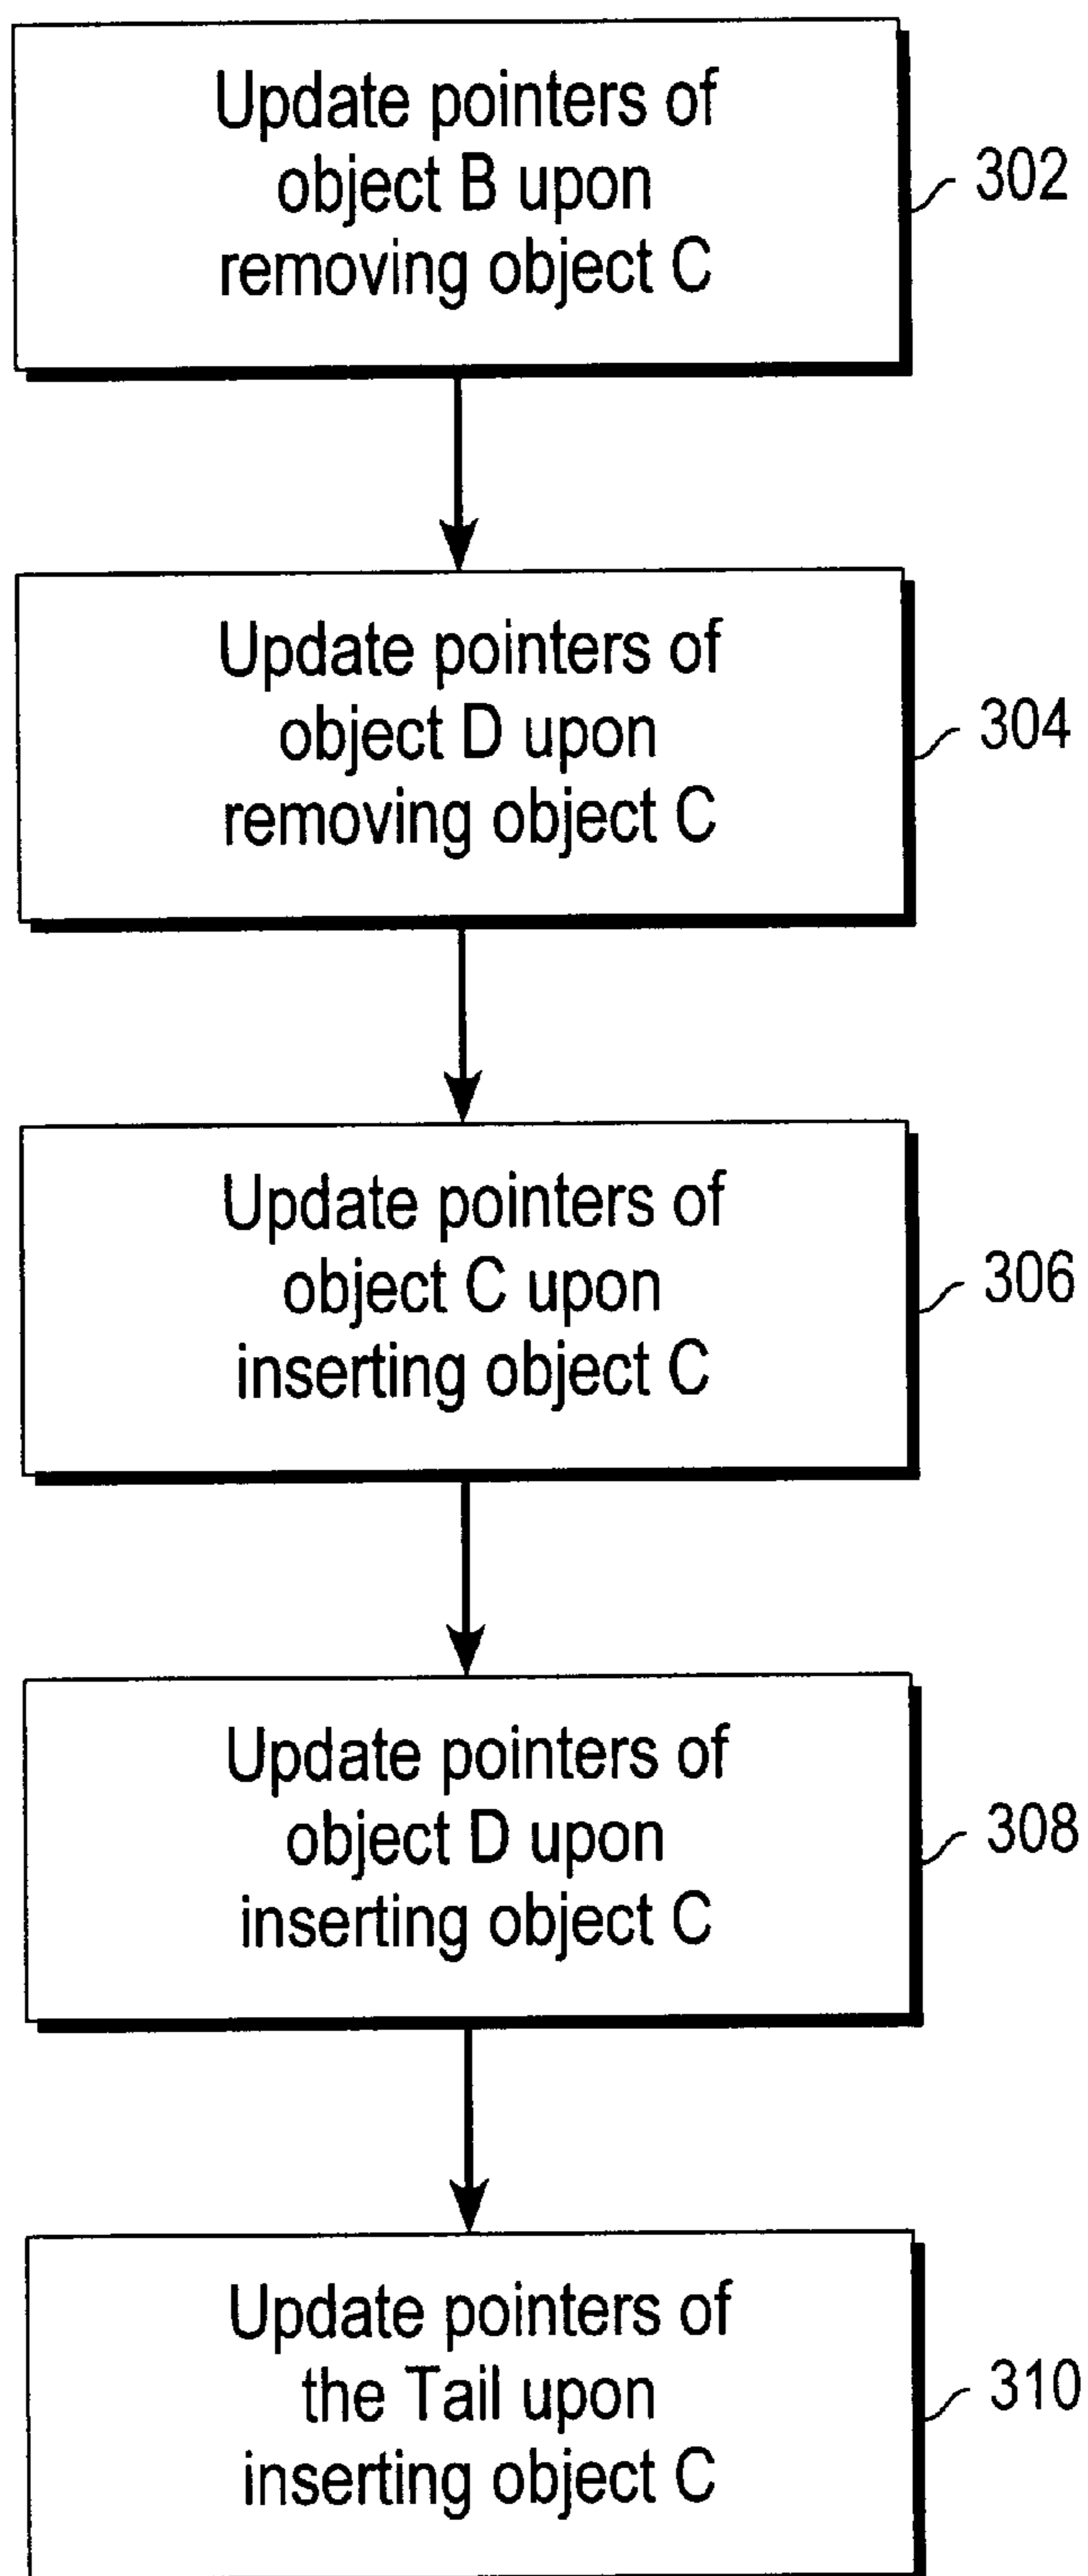 Update pointers of
object B upon
removing object C
302
Update pointers of
object D upon
removing object C
304
Update pointers of
object C upon
inserting object C
306
Update pointers of
object D upon
inserting object C
308
Update pointers of
the Tail upon
inserting object C
310